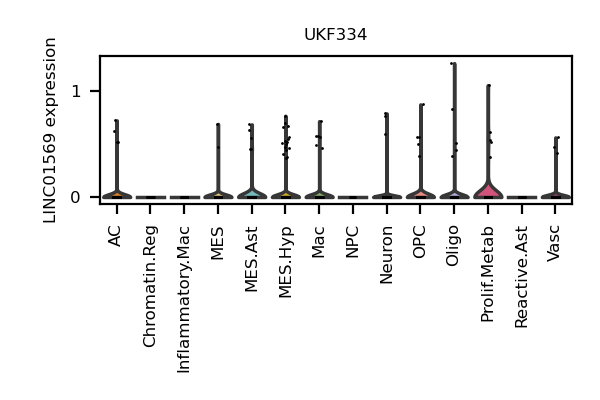 UKF334
LINC01569 expression
1
0
AC
Chromatin.Reg
Inflammatory.Mac
MES
MES.Ast
MES.Hyp
Mac
NPC
Neuron
OPC
Oligo
Prolif.Metab
Reactive.Ast
Vasc